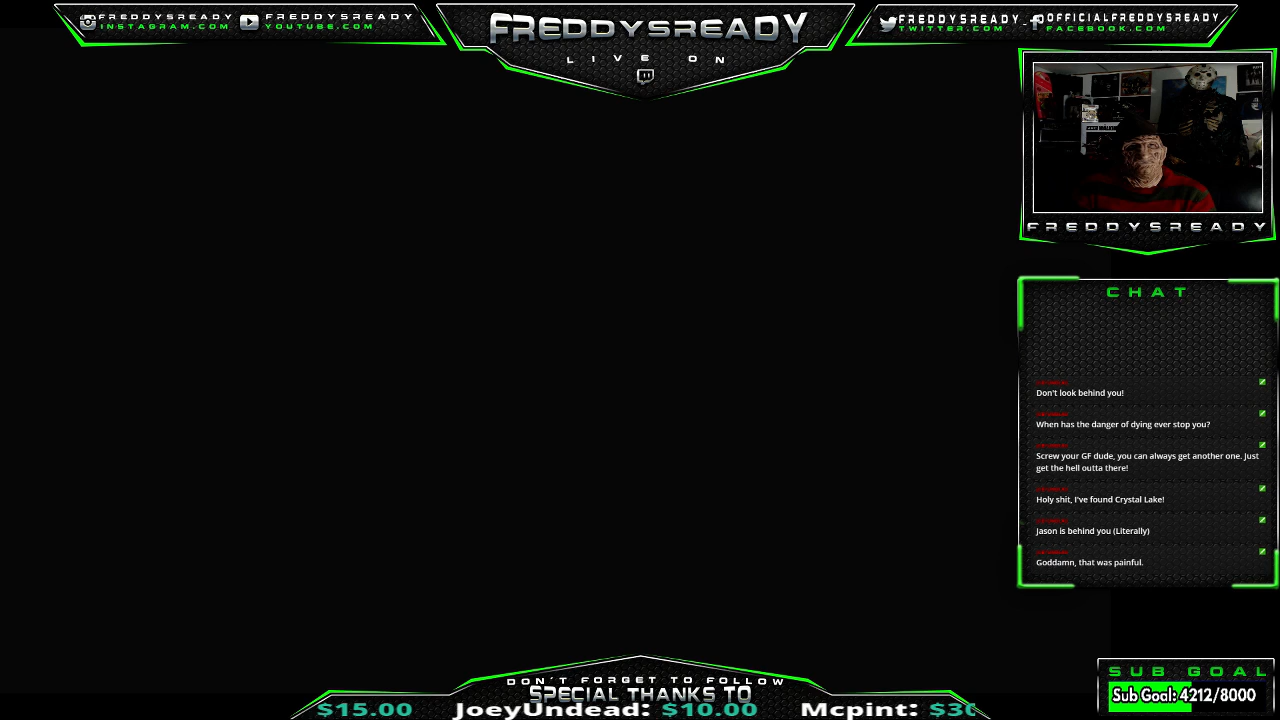 FREDDYSREADY
INSTAGRAM.COM
FREDDYSREADY
YOUTUBE.COM
FREDDYSREADY
LIVE ON
FREDDYSREADY
TWITTER.COM
OFFICIALFREDDYSREADY
FACEBOOK.COM
FREDDYSREADY
CHAT
Don't look behind you!
When has the danger of dying ever stop you?
Screw your GF dude, you can always get another one. Just
get the hell outta there!
Holy shit, I've found Crystal Lake!
Jason is behind you (Literally)
Goddamn, that was painful.
DON'T FORGET TO FOLLOW
SPECIAL THANKS TO
$15.00 JoeyUndead: $10.00 Mcpint:
SUB GOAL
Sub Goal: 4212/8000